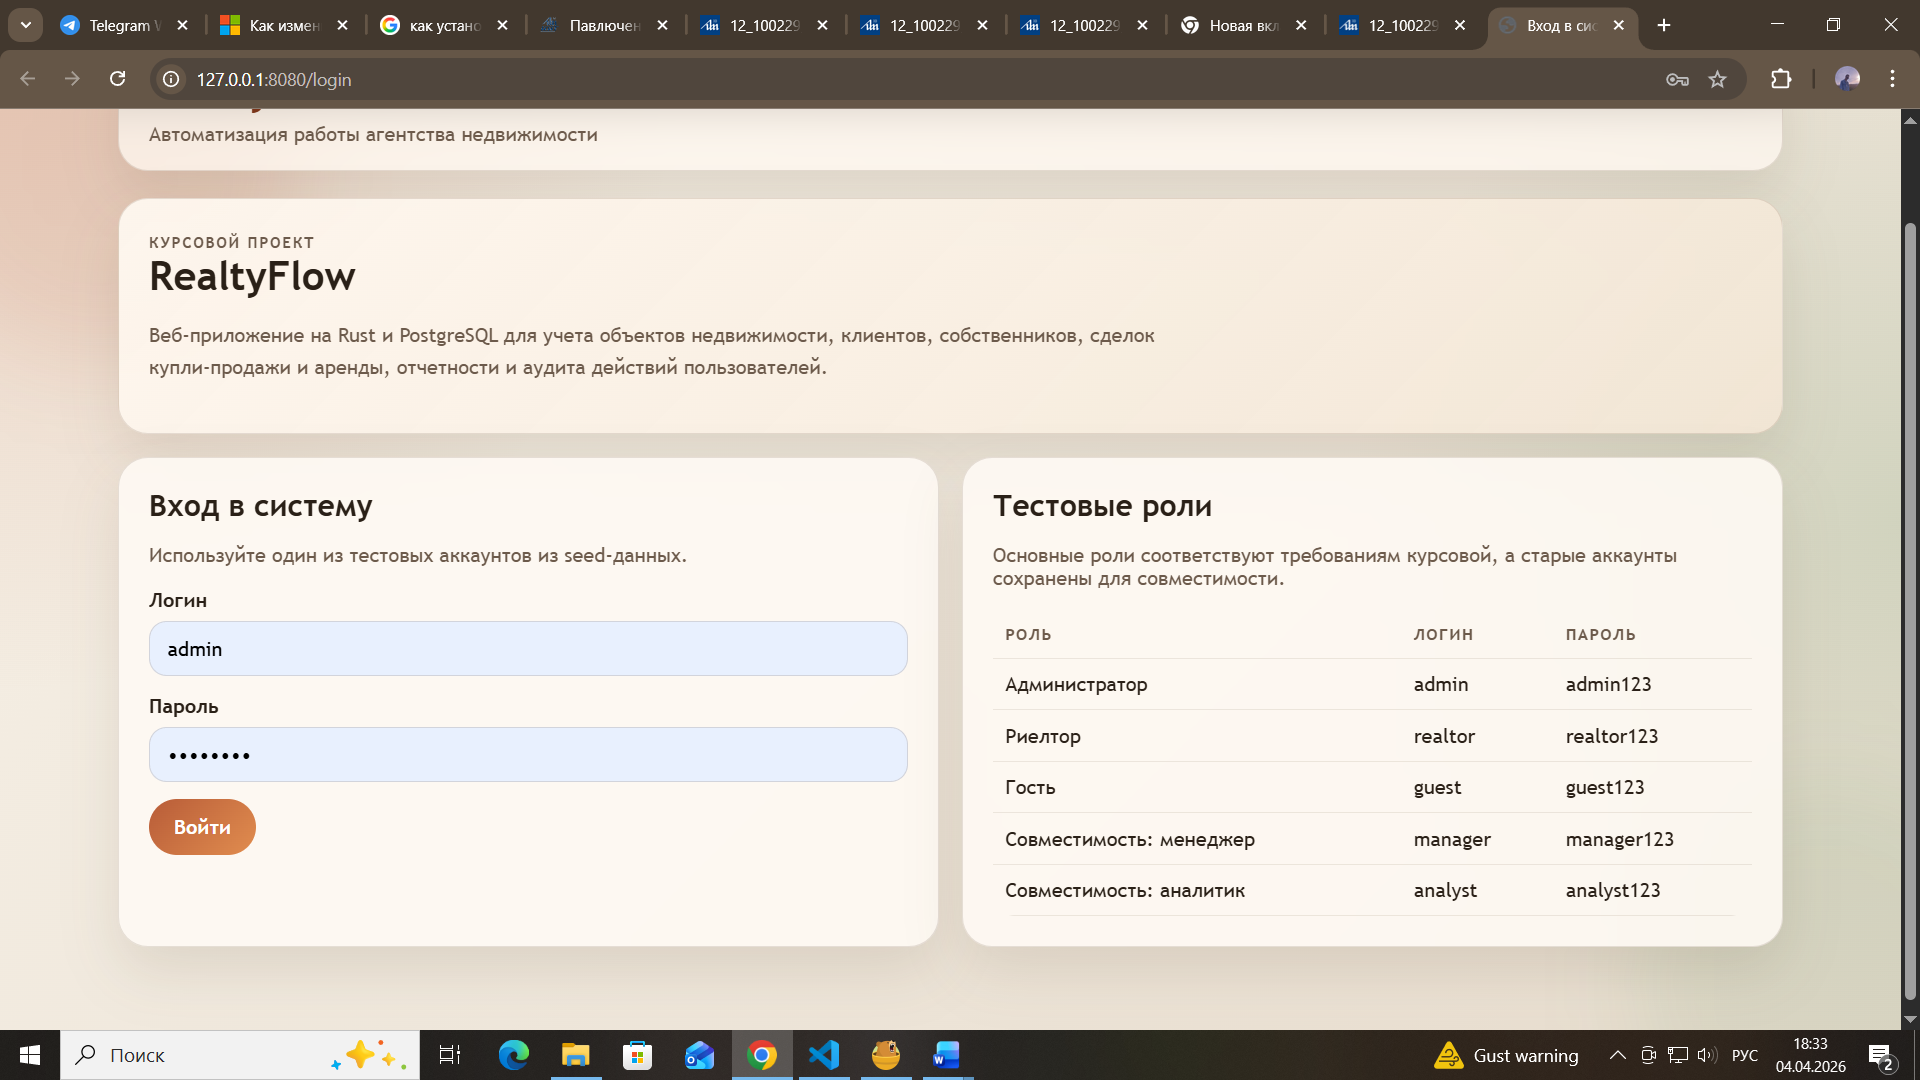 Telegram W
Как измен
как устано
Павлючен
12_100229
12_100229
12_100229
Новая вкл
12_100229
Вход в сис
127.0.0.1:8080/login
Автоматизация работы агентства недвижимости
КУРСОВОЙ ПРОЕКТ
RealtyFlow
Веб-приложение на Rust и PostgreSQL для учета объектов недвижимости, клиентов, собственников, сделок
купли-продажи и аренды, отчетности и аудита действий пользователей.
Вход в систему
Используйте один из тестовых аккаунтов из seed-данных.
Логин
admin
Пароль
••••••••
Войти
Тестовые роли
Основные роли соответствуют требованиям курсовой, а старые аккаунты
сохранены для совместимости.
РОЛЬ ЛОГИН ПАРОЛЬ
Администратор admin admin123
Риелтор realtor realtor123
Гость guest guest123
Совместимость: менеджер manager manager123
Совместимость: аналитик analyst analyst123
Поиск
Gust warning
РУС
18:33
04.04.2026
2